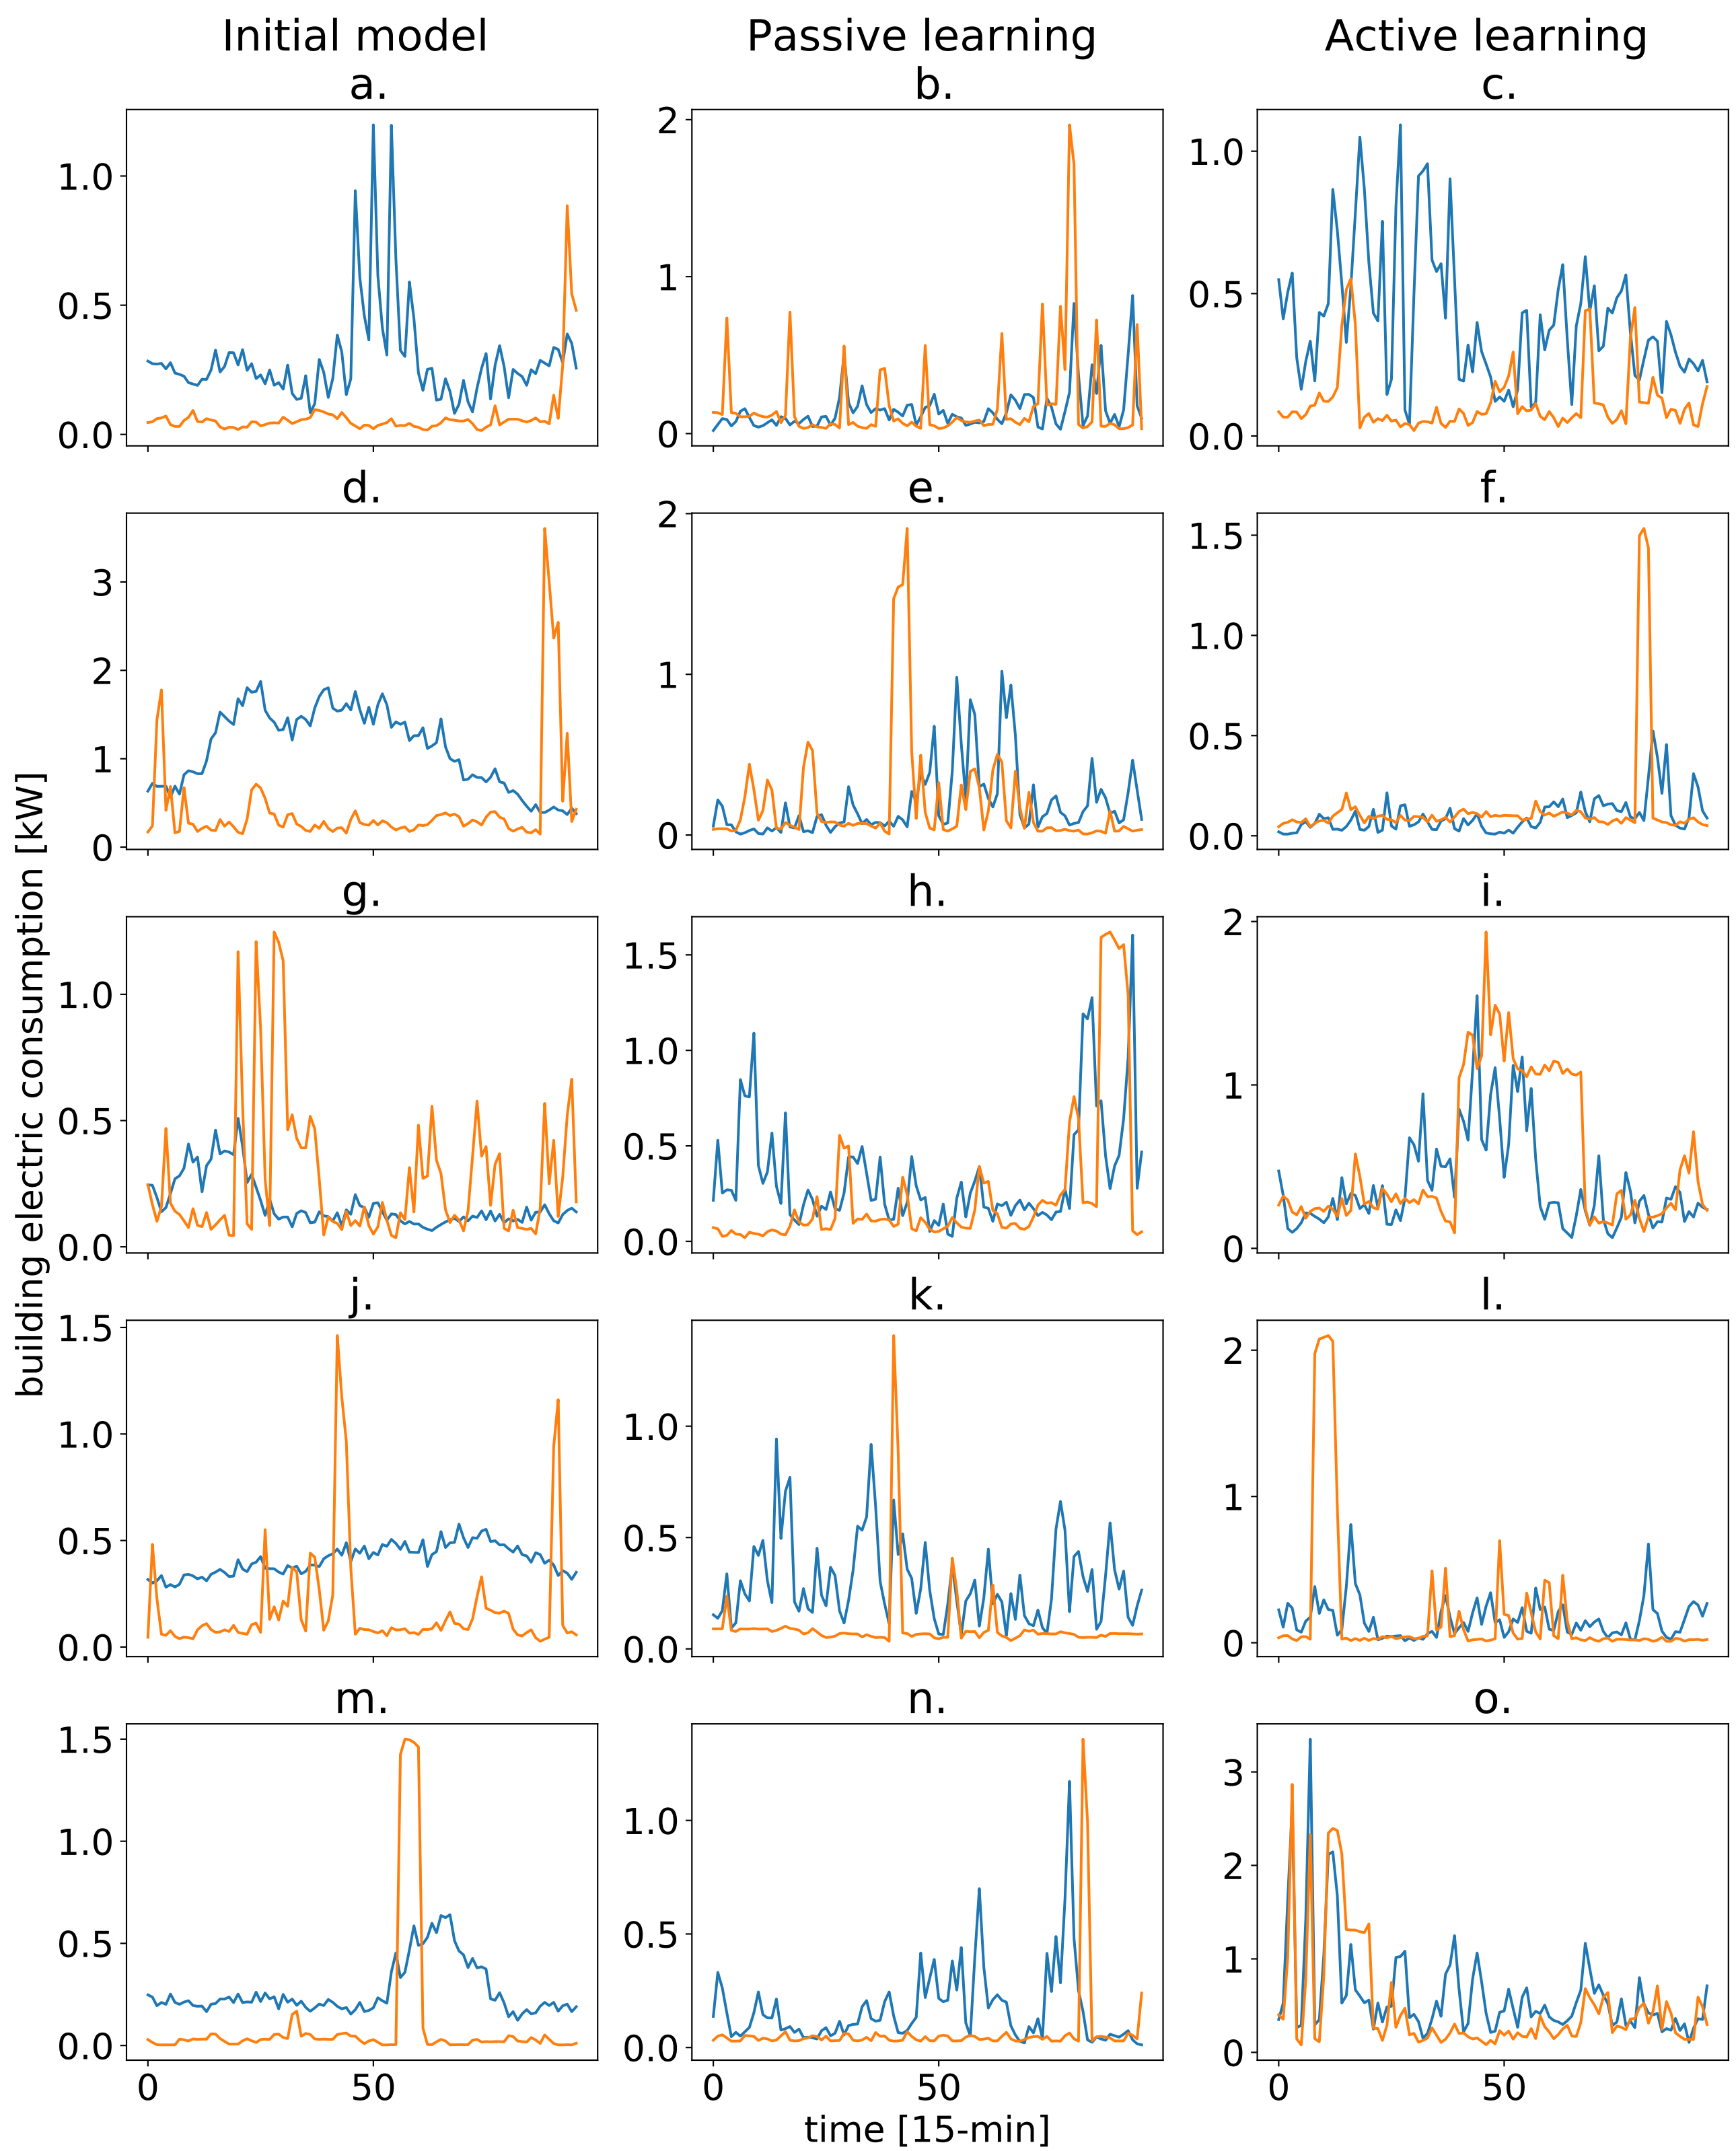 Initial model
Passive learning
Active learning
a.
b.
c.
1.0
0.5
0.0
2
1
0
1.0
0.5
0.0
d.
e.
f.
3
2
1
0
2
1
0
1.5
1.0
0.5
0.0
building electric consumption [kW]
g.
h.
i.
1.0
0.5
0.0
1.5
1.0
0.5
0.0
2
1
0
j.
k.
l.
1.5
1.0
0.5
0.0
1.0
0.5
0.0
2
1
0
m.
n.
o.
1.5
1.0
0.5
0.0
1.0
0.5
0.0
3
2
1
0
0
50
0
50
0
50
time [15-min]